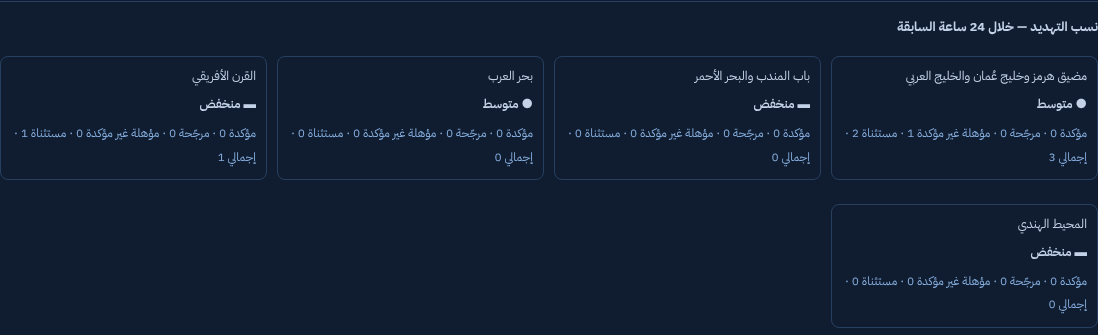 نسب التهديد — خلال 24 ساعة السابقة
مضيق هرمز وخليج عُمان والخليج العربي
● متوسط
مؤكدة 0 · مرجّحة 0 · مؤهلة غير مؤكدة 1 · مستثناة 2 ·
إجمالي 3
باب المندب والبحر الأحمر
▬ منخفض
مؤكدة 0 · مرجّحة 0 · مؤهلة غير مؤكدة 0 · مستثناة 0 ·
إجمالي 0
بحر العرب
● متوسط
مؤكدة 0 · مرجّحة 0 · مؤهلة غير مؤكدة 0 · مستثناة 0 ·
إجمالي 0
القرن الأفريقي
▬ منخفض
مؤكدة 0 · مرجّحة 0 · مؤهلة غير مؤكدة 0 · مستثناة 1 ·
إجمالي 1
المحيط الهندي
▬ منخفض
مؤكدة 0 · مرجّحة 0 · مؤهلة غير مؤكدة 0 · مستثناة 0 ·
إجمالي 0